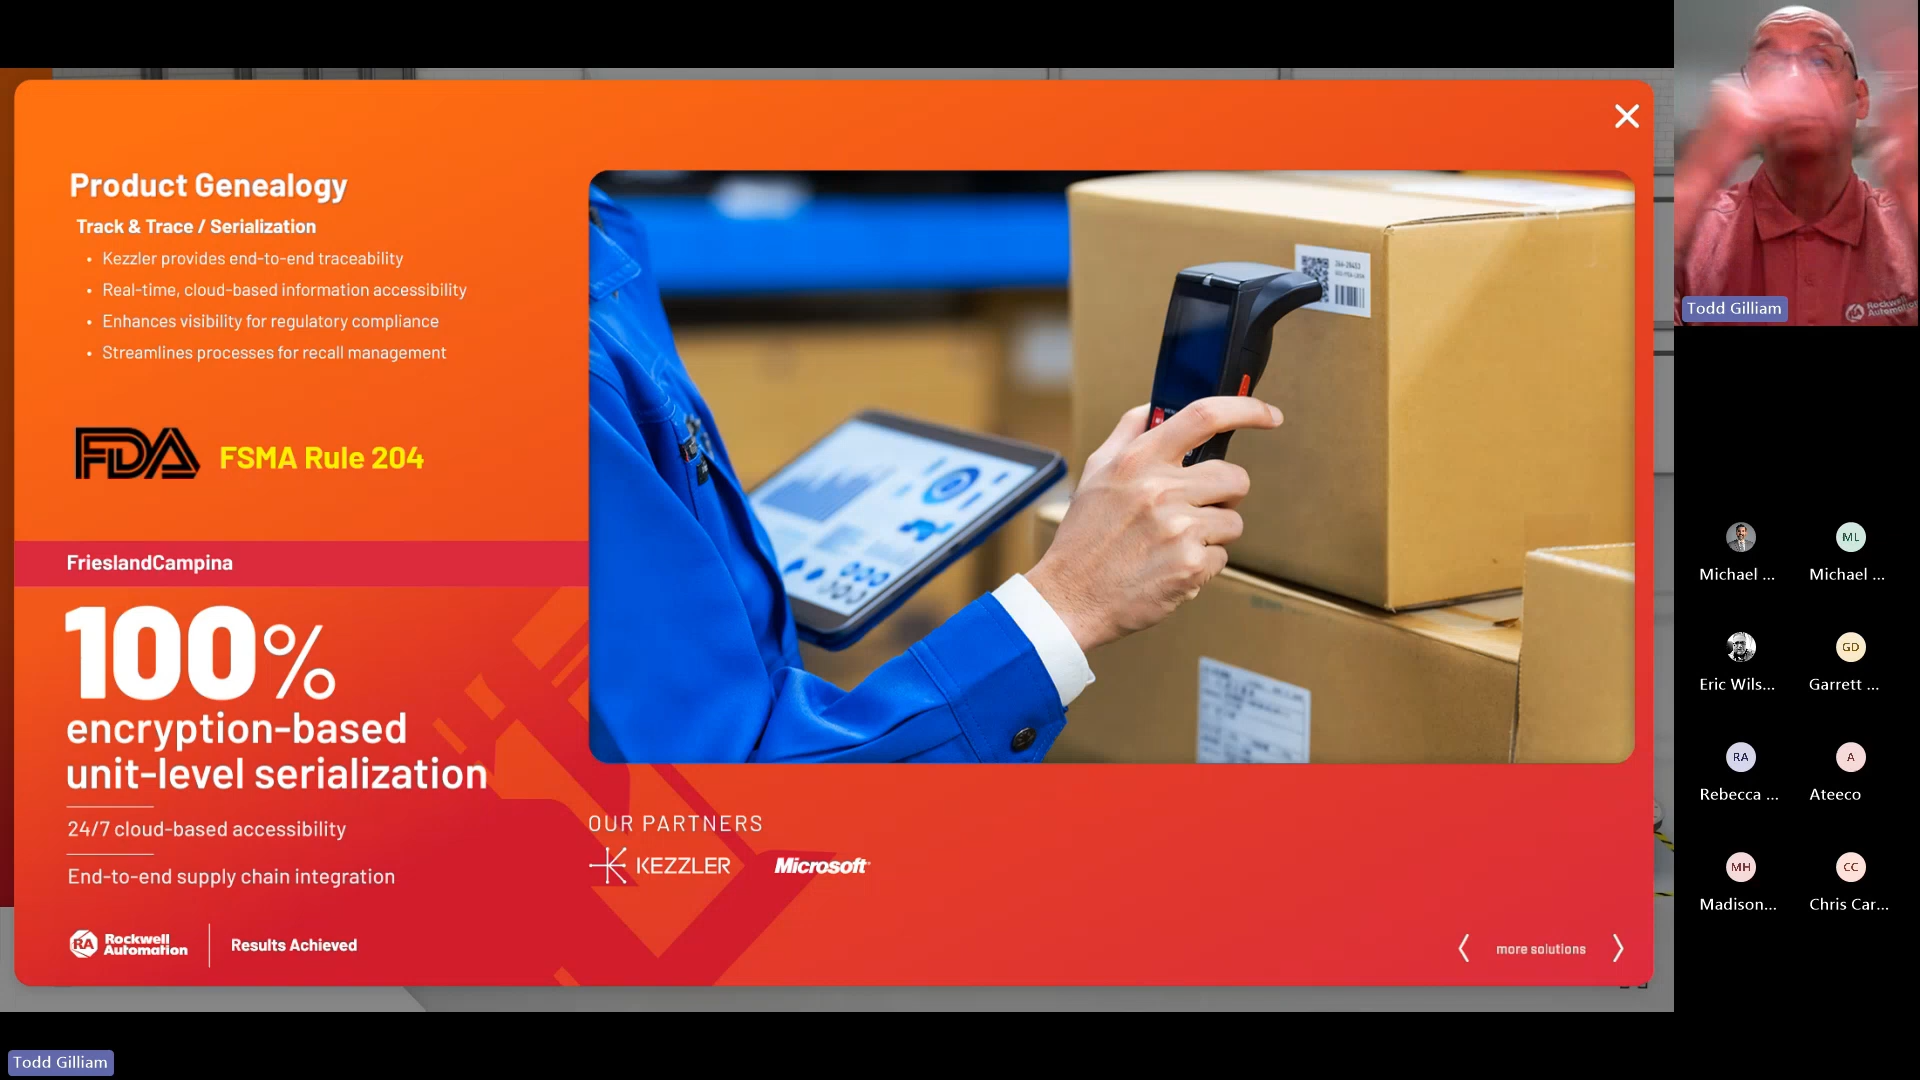 Product Genealogy
Track & Trace / Serialization
• Kezzler provides end-to-end traceability
• Real-time, cloud-based information accessibility
• Enhances visibility for regulatory compliance
• Streamlines processes for recall management
FDA FSMA Rule 204
FrieslandCampina
100%
encryption-based
unit-level serialization
24/7 cloud-based accessibility
End-to-end supply chain integration
Rockwell
Automation
Results Achieved
OUR PARTNERS
KEZZLER Microsoft
more solutions
Todd Gilliam
Rockwell
Automation
Michael ...
Michael ...
ML
Eric Wils...
GD
Garrett ...
RA
Rebecca ...
A
Ateeco
MH
Madison...
CC
Chris Car...
Todd Gilliam